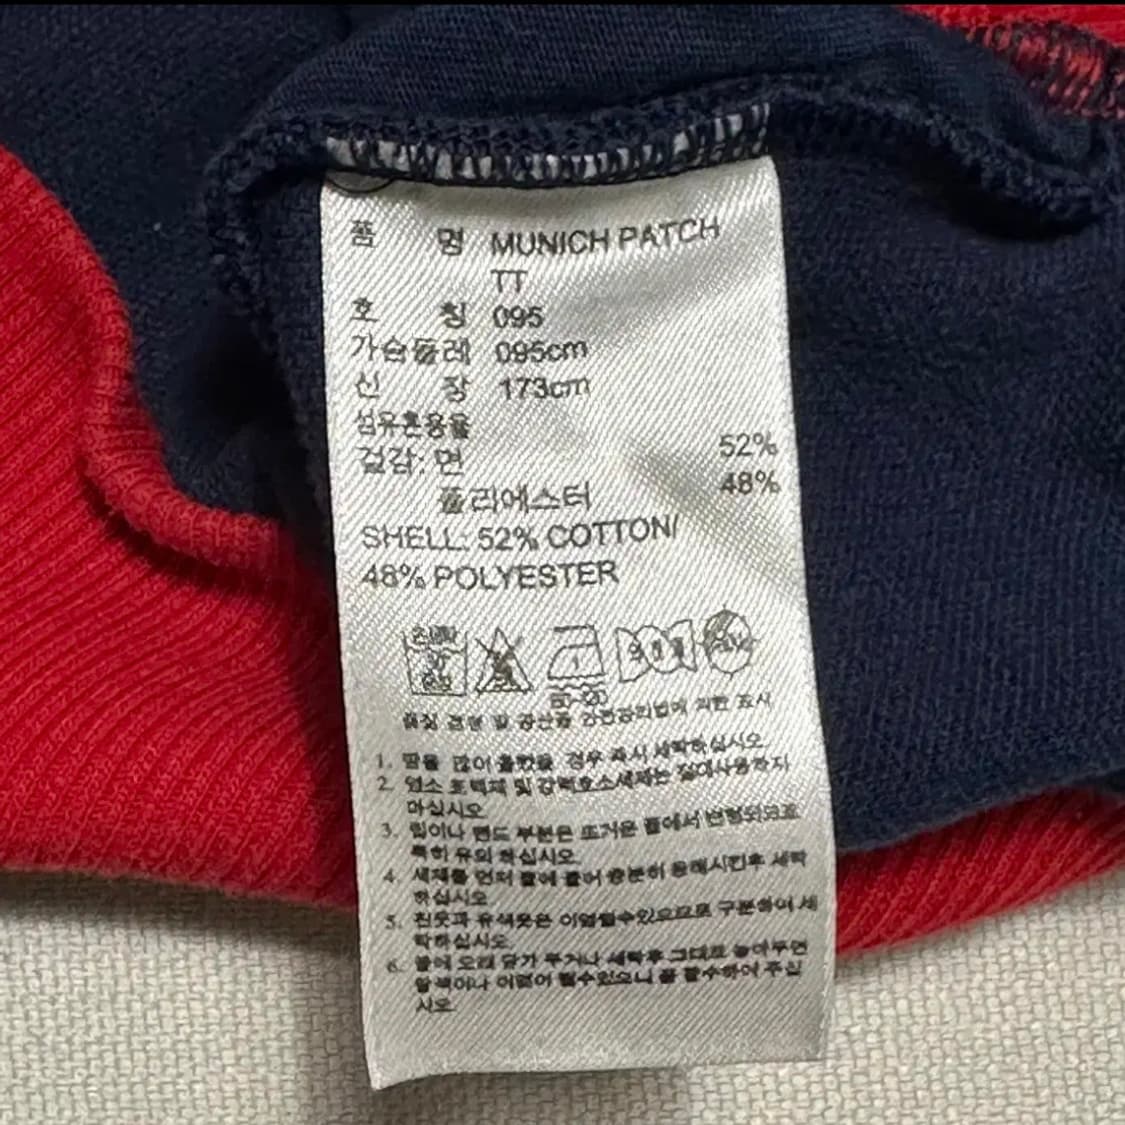 품 명 MUNICH PATCH
TT
호 칭 095
가슴둘레 095cm
신 장 173cm
섬유혼용율
겉감: 면 52%
폴리에스터 48%
SHELL: 52% COTTON/
48% POLYESTER
품질 경영 및 공산품 안전관리법에 의한 표시
1. 땀을 많이 흘렸을 경우 즉시 세탁하십시오
2. 염소 표백제 및 강력효소세제는 절대사용하지
마십시오
3. 립이나 밴드 부분은 뜨거운 물에서 변형되므로
특히 유의 하십시오.
4. 세제를 먼저 물에 풀어 충분히 용해시킨후 세탁
하십시오.
5. 흰옷과 유색옷은 이염될수있으므로 구분하여 세
탁하십시오.
6. 물에 오래 담가 두거나 세탁후 그대로 놓아두면
탈색이나 이염이 될수있으니 탈수하여 주십
시오